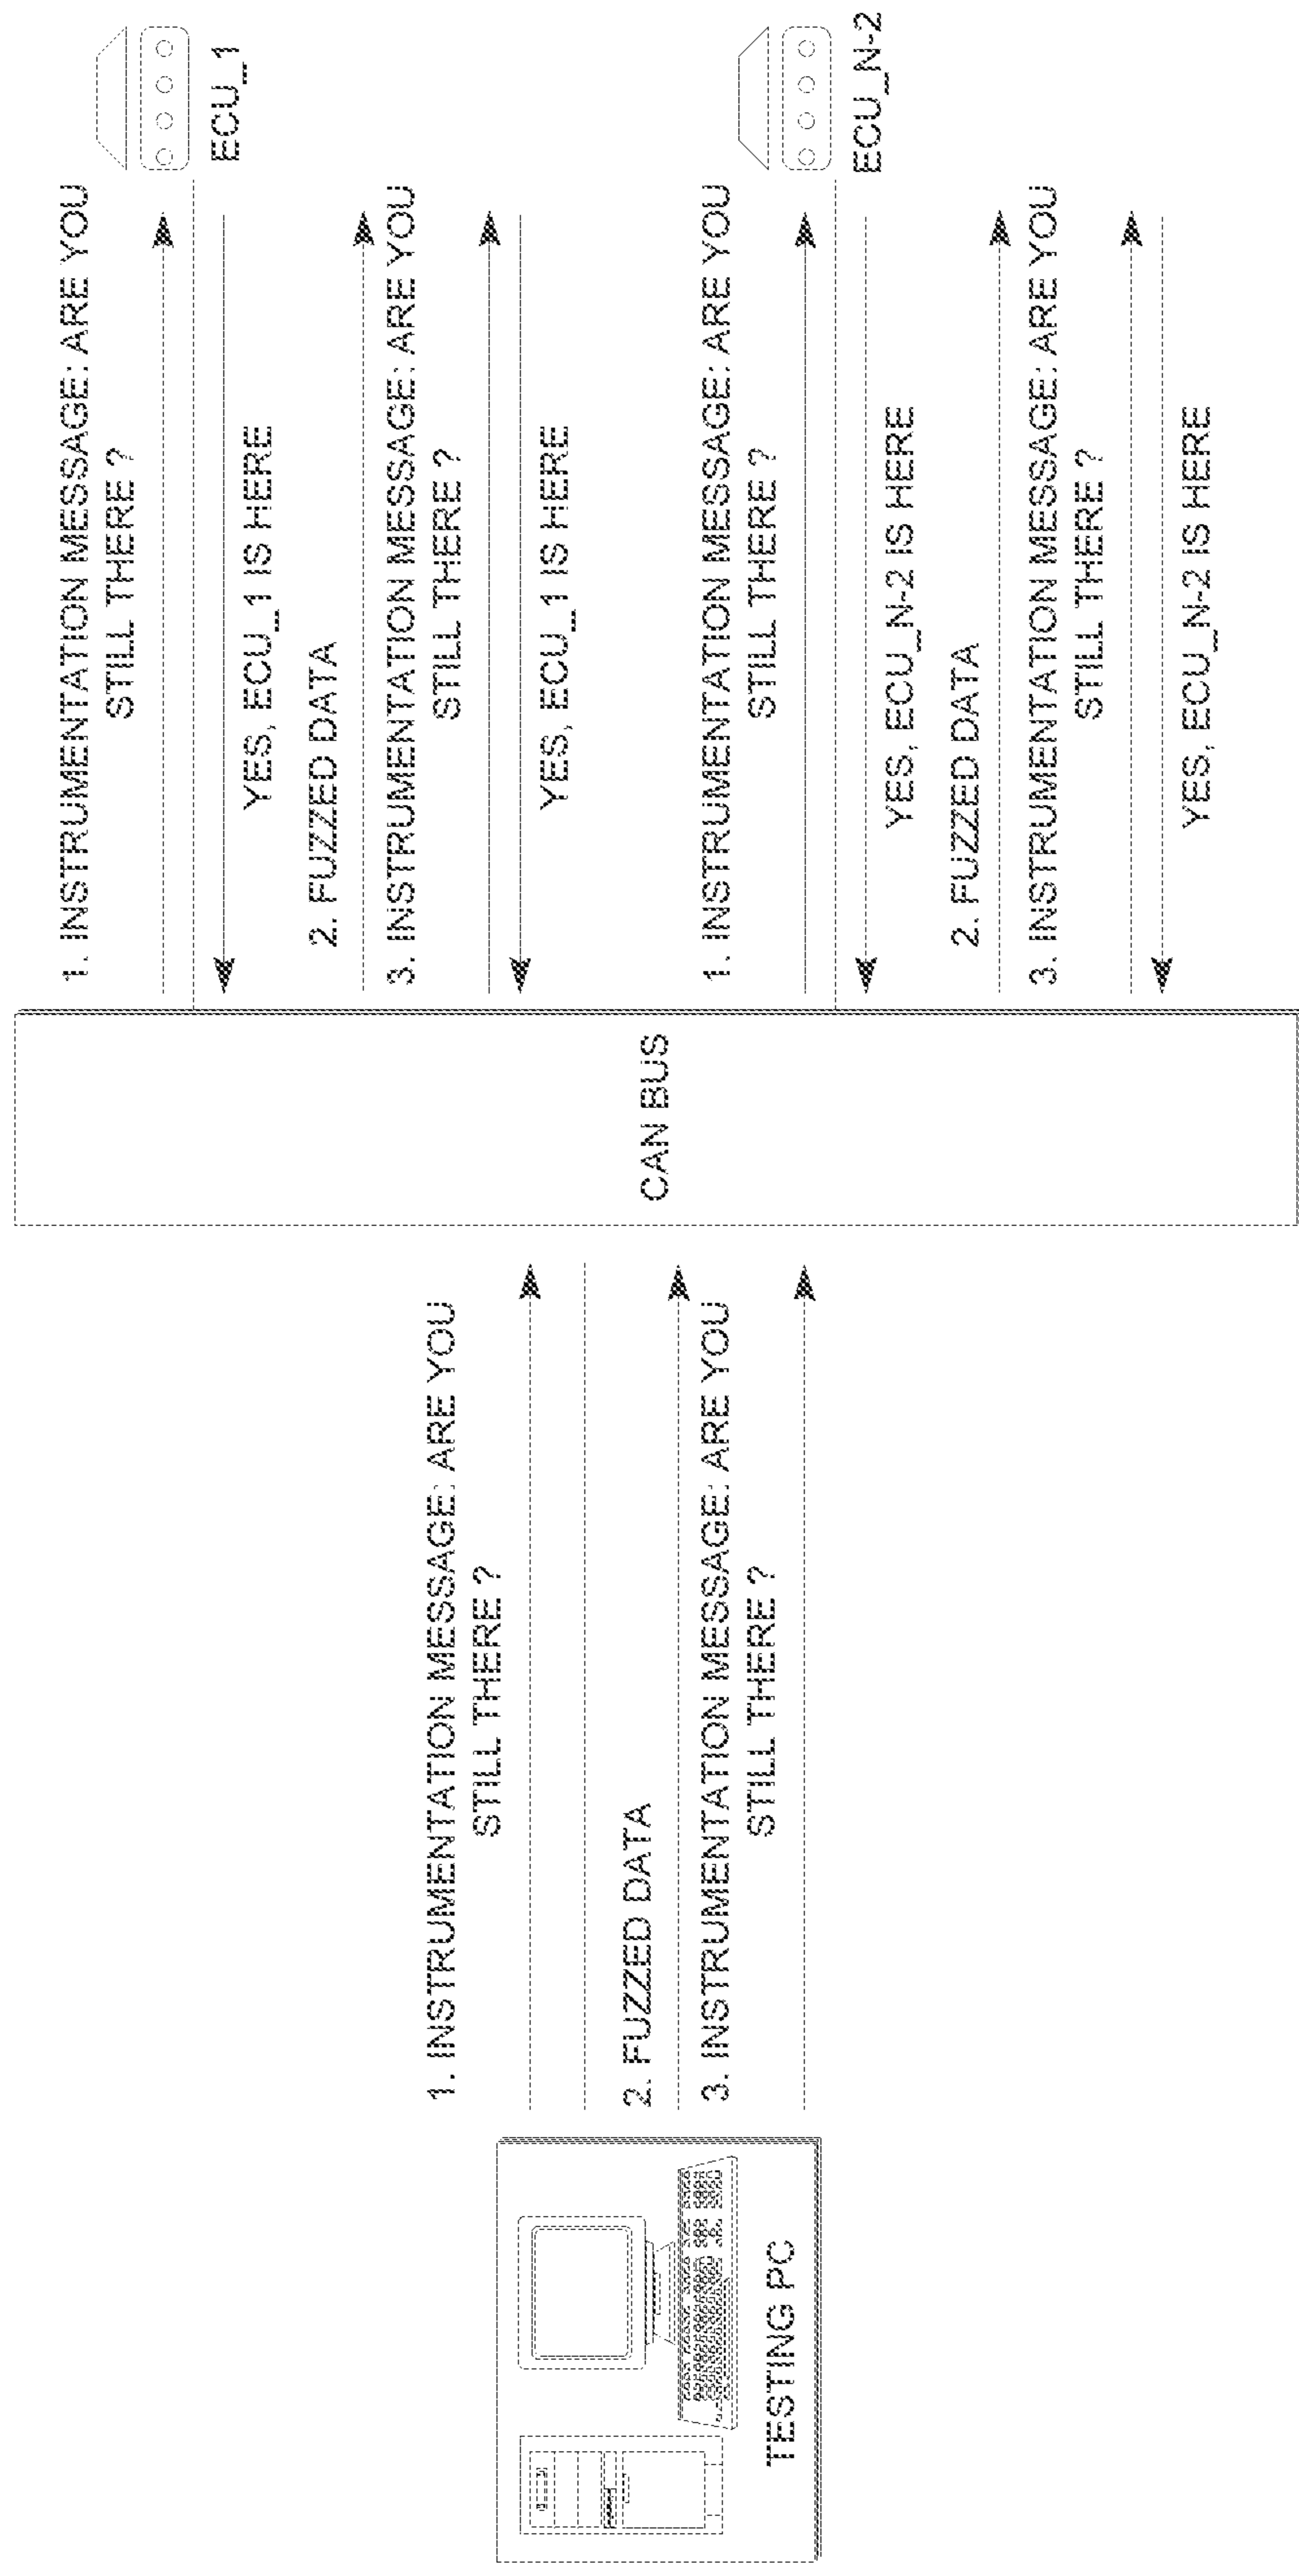 TESTING PC
1. INSTRUMENTATION MESSAGE: ARE YOU
STILL THERE ?
2. FUZZED DATA
3. INSTRUMENTATION MESSAGE: ARE YOU
STILL THERE ?
CAN BUS
1. INSTRUMENTATION MESSAGE: ARE YOU
STILL THERE ?
ECU_1
YES, ECU_1 IS HERE
2. FUZZED DATA
3. INSTRUMENTATION MESSAGE: ARE YOU
STILL THERE ?
YES, ECU_1 IS HERE
1. INSTRUMENTATION MESSAGE: ARE YOU
STILL THERE ?
ECU_N-2
YES, ECU_N-2 IS HERE
2. FUZZED DATA
3. INSTRUMENTATION MESSAGE: ARE YOU
STILL THERE ?
YES, ECU_N-2 IS HERE